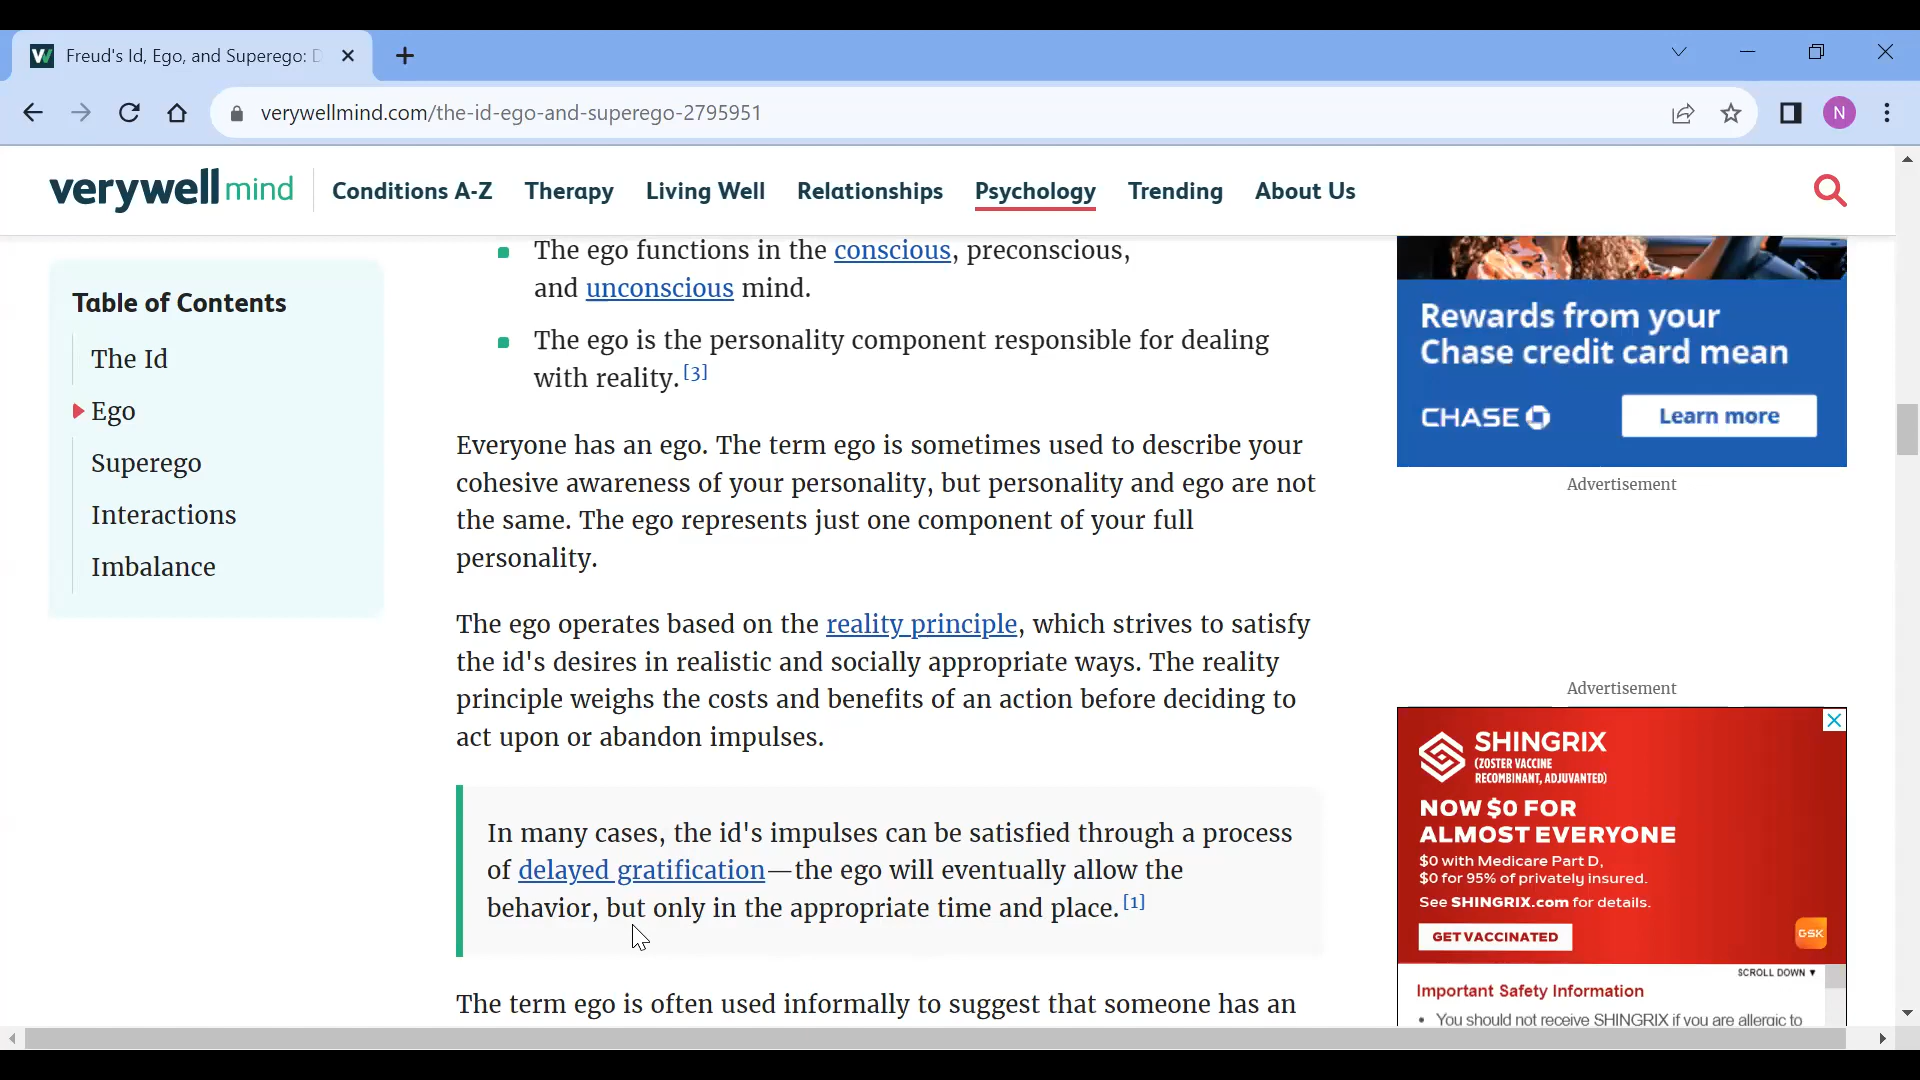 Freud's Id, Ego, and Superego:
verywellmind.com/the-id-ego-and-superego-2795951
N
verywell mind
Conditions A-Z
Therapy
Living Well
Relationships
Psychology
Trending
About Us
Table of Contents
The Id
Ego
Superego
Interactions
Imbalance
The ego functions in the conscious, preconscious,
and unconscious mind.
The ego is the personality component responsible for dealing
with reality. [3]
Everyone has an ego. The term ego is sometimes used to describe your
cohesive awareness of your personality, but personality and ego are not
the same. The ego represents just one component of your full
personality.
The ego operates based on the reality principle, which strives to satisfy
the id's desires in realistic and socially appropriate ways. The reality
principle weighs the costs and benefits of an action before deciding to
act upon or abandon impulses.
In many cases, the id's impulses can be satisfied through a process
of delayed gratification—the ego will eventually allow the
behavior, but only in the appropriate time and place. [1]
The term ego is often used informally to suggest that someone has an
Rewards from your
Chase credit card mean
CHASE
Learn more
Advertisement
Advertisement
SHINGRIX
(ZOSTER VACCINE
RECOMBINANT, ADJUVANTED)
NOW $0 FOR
ALMOST EVERYONE
$0 with Medicare Part D,
$0 for 95% of privately insured.
See SHINGRIX.com for details.
GET VACCINATED
GSK
SCROLL DOWN ▼
Important Safety Information
• You should not receive SHINGRIX if you are allergic to